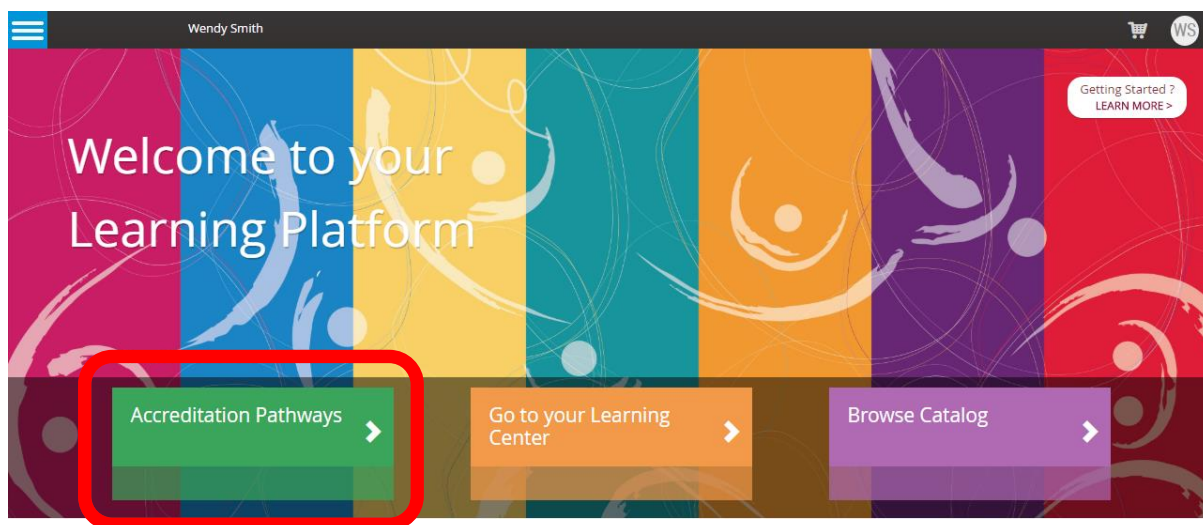 Wendy Smith
WS
Getting Started ?
LEARN MORE >
Welcome to your
Learning Platform
Accreditation Pathways
Go to your Learning
Center
Browse Catalog